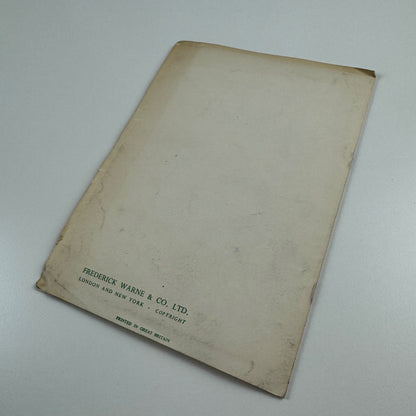 FREDERICK WARNE & CO. LTD.
LONDON AND NEW YORK - COPYRIGHT
PRINTED IN GREAT BRITAIN